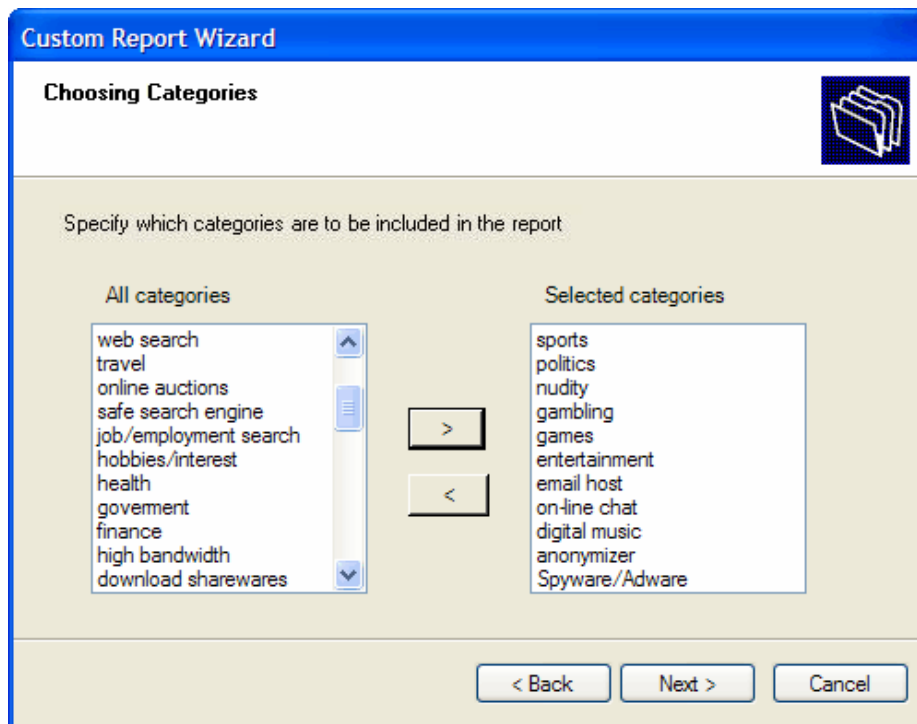 Custom Report Wizard
Choosing Categories
Specify which categories are to be included in the report
All categories
web search
travel
online auctions
safe search engine
job/employment search
hobbies/interest
health
goverment
finance
high bandwidth
download sharewares
>
<
Selected categories
sports
politics
nudity
gambling
games
entertainment
email host
on-line chat
digital music
anonymizer
Spyware/Adware
< Back
Next >
Cancel